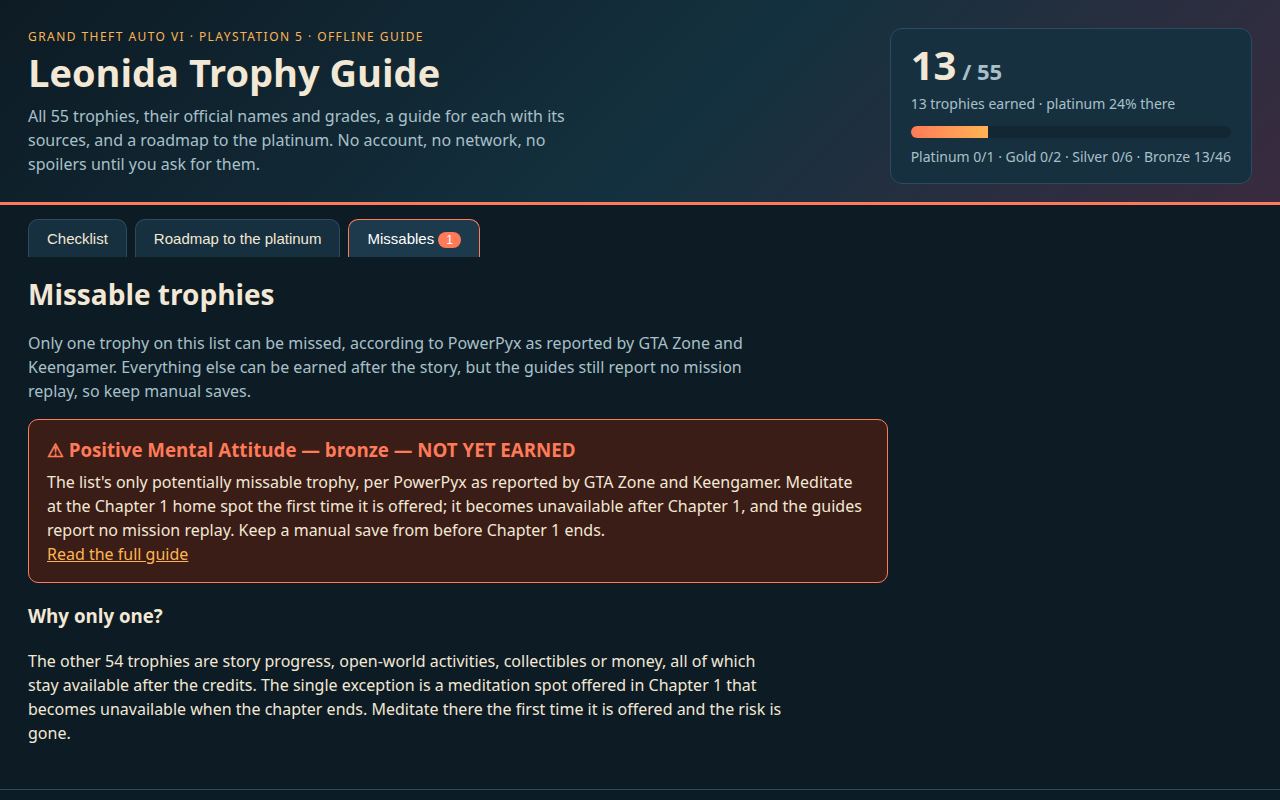 GRAND THEFT AUTO VI · PLAYSTATION 5 · OFFLINE GUIDE
Leonida Trophy Guide
All 55 trophies, their official names and grades, a guide for each with its
sources, and a roadmap to the platinum. No account, no network, no
spoilers until you ask for them.
13 / 55
13 trophies earned · platinum 24% there
Platinum 0/1 · Gold 0/2 · Silver 0/6 · Bronze 13/46
Checklist
Roadmap to the platinum
Missables 1
Missable trophies
Only one trophy on this list can be missed, according to PowerPyx as reported by GTA Zone and
Keengamer. Everything else can be earned after the story, but the guides still report no mission
replay, so keep manual saves.
⚠ Positive Mental Attitude — bronze — NOT YET EARNED
The list's only potentially missable trophy, per PowerPyx as reported by GTA Zone and Keengamer. Meditate
at the Chapter 1 home spot the first time it is offered; it becomes unavailable after Chapter 1, and the guides
report no mission replay. Keep a manual save from before Chapter 1 ends.
Read the full guide
Why only one?
The other 54 trophies are story progress, open-world activities, collectibles or money, all of which
stay available after the credits. The single exception is a meditation spot offered in Chapter 1 that
becomes unavailable when the chapter ends. Meditate there the first time it is offered and the risk is
gone.